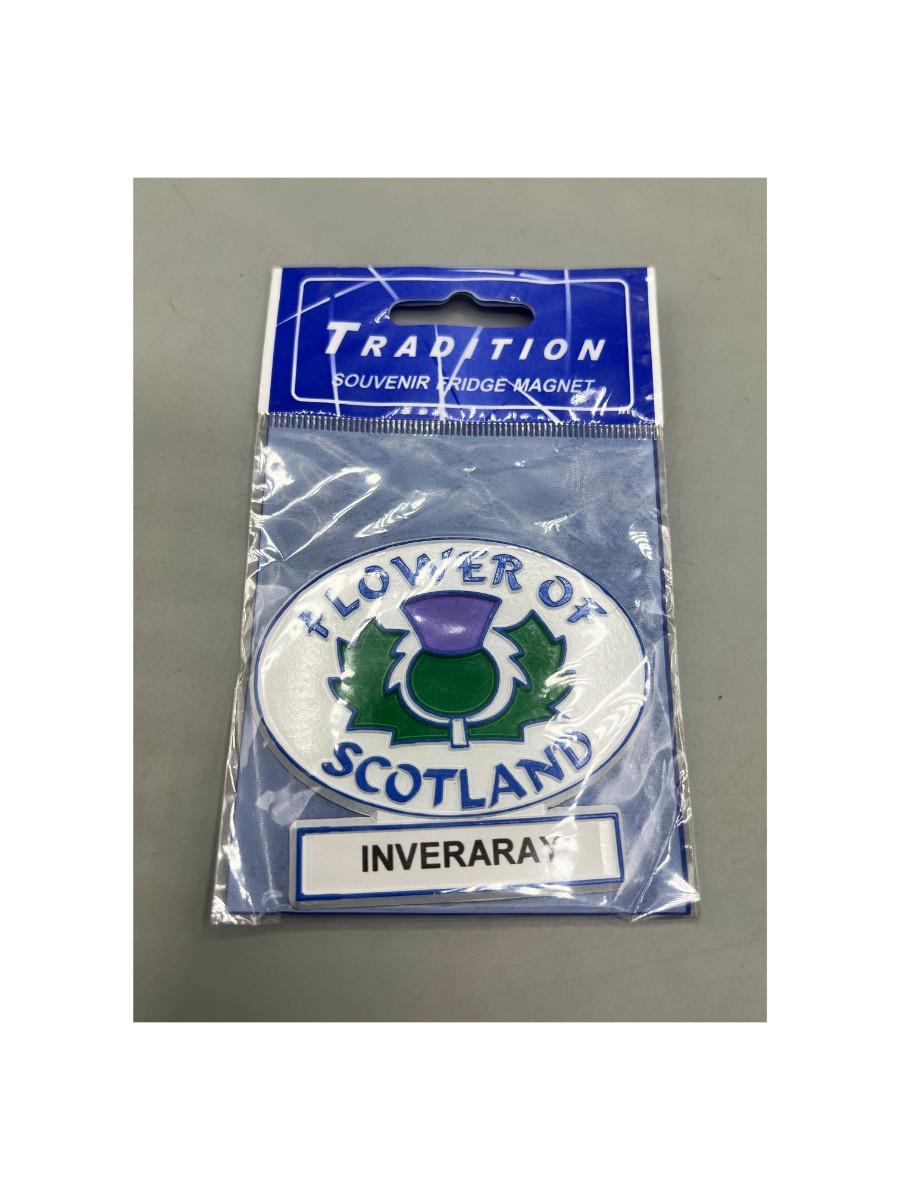 TRADITION
SOUVENIR FRIDGE MAGNET
FLOWER OF
SCOTLAND
INVERARAY